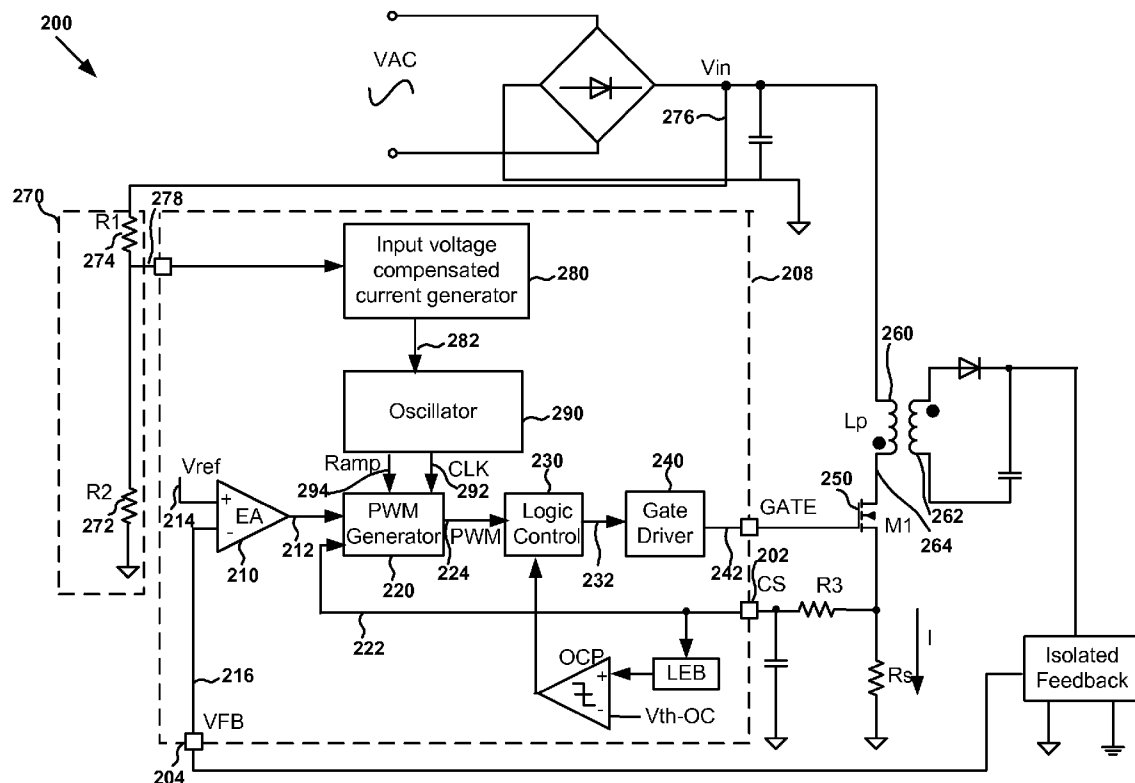 200
VAC
Vin
276
270
278
R1
274
Input voltage
compensated
current generator
280
208
282
260
Oscillator
290
Lp
Ramp
CLK
294
292
230
240
Vref
250
R2
214
+
EA
-
PWM
Generator
Logic
Control
Gate
Driver
GATE
M1
262
272
212
224
PWM
232
242
202
264
210
220
CS
R3
222
I
OCP
LEB
+
-
Vth-OC
Rs
Isolated
Feedback
216
VFB
204